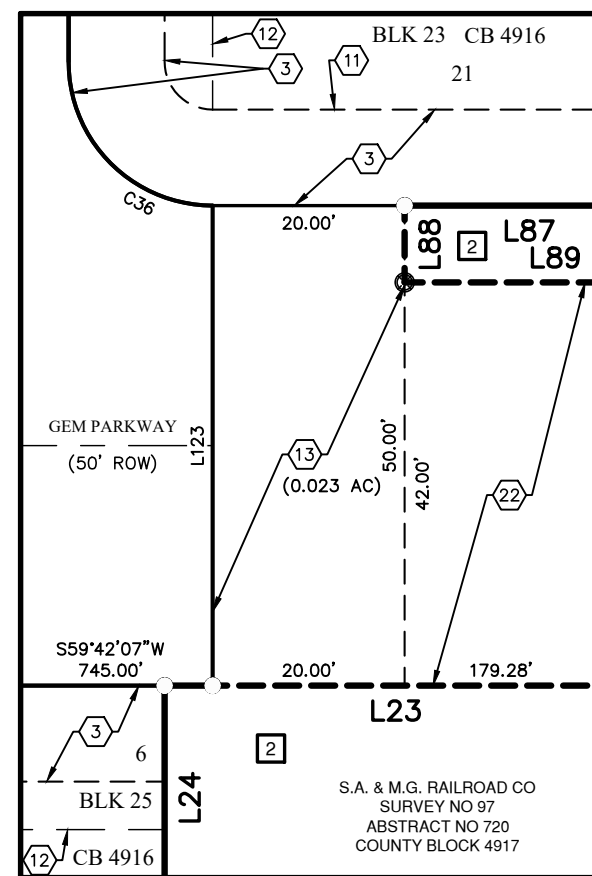 12
BLK 23 CB 4916
3
11
21
3
C36
20.00'
L88
2
L87
L89
GEM PARKWAY
(50' ROW)
L123
13
(0.023 AC)
50.00'
42.00'
22
S59°42'07"W
745.00'
20.00'
179.28'
L23
3
6
2
BLK 25
L24
12
CB 4916
S.A. & M.G. RAILROAD CO
SURVEY NO 97
ABSTRACT NO 720
COUNTY BLOCK 4917